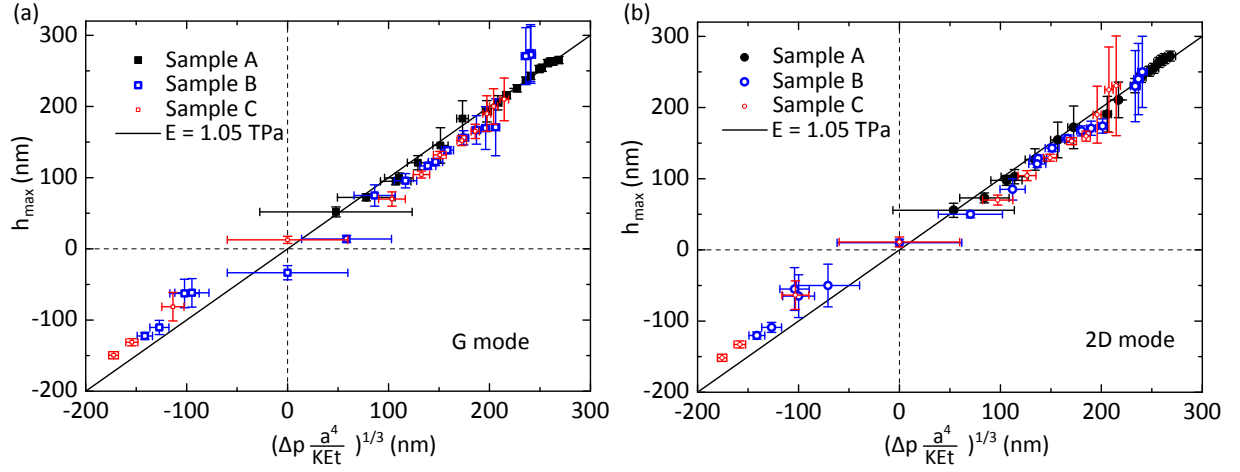 (a)
300
200
100
0
-100
-200
h_max (nm)
Sample A
Sample B
Sample C
E = 1.05 TPa
G mode
-200 -100 0 100 200 300
(Δp a⁴/KEt )^1/3 (nm)
(b)
300
200
100
0
-100
-200
h_max (nm)
Sample A
Sample B
Sample C
E = 1.05 TPa
2D mode
-200 -100 0 100 200 300
(Δp a⁴/KEt )^1/3 (nm)